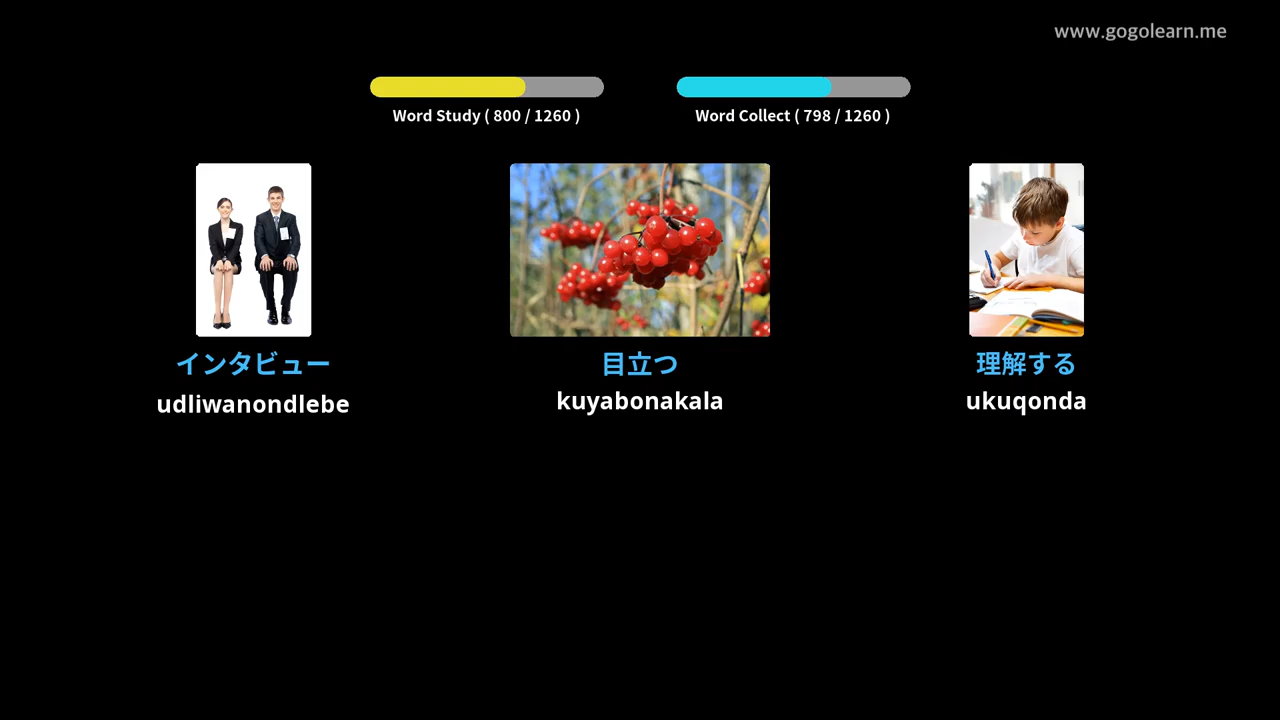 www.gogolearn.me
Word Study ( 800 / 1260 )
Word Collect ( 798 / 1260 )
インタビュー
udliwanondlebe
目立つ
kuyabonakala
理解する
ukuqonda